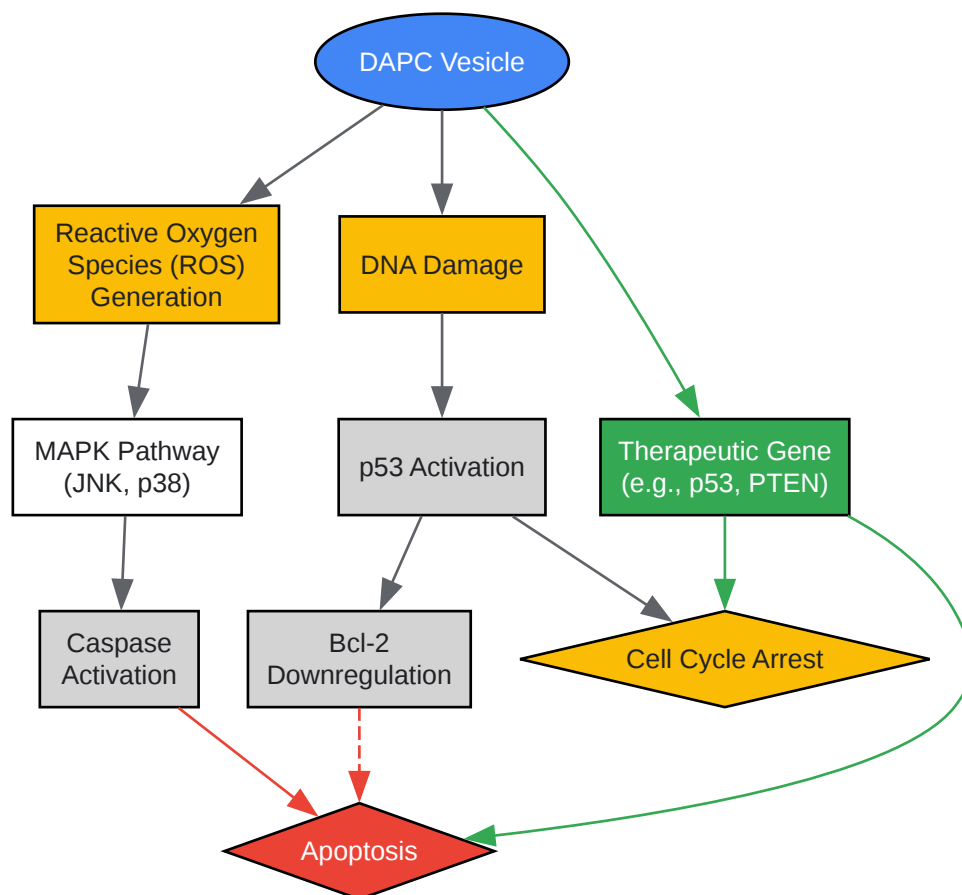 DAPC Vesicle
Reactive Oxygen
Species (ROS)
Generation
DNA Damage
MAPK Pathway
(JNK, p38)
p53 Activation
Therapeutic Gene
(e.g., p53, PTEN)
Caspase
Activation
Bcl-2
Downregulation
Cell Cycle Arrest
Apoptosis